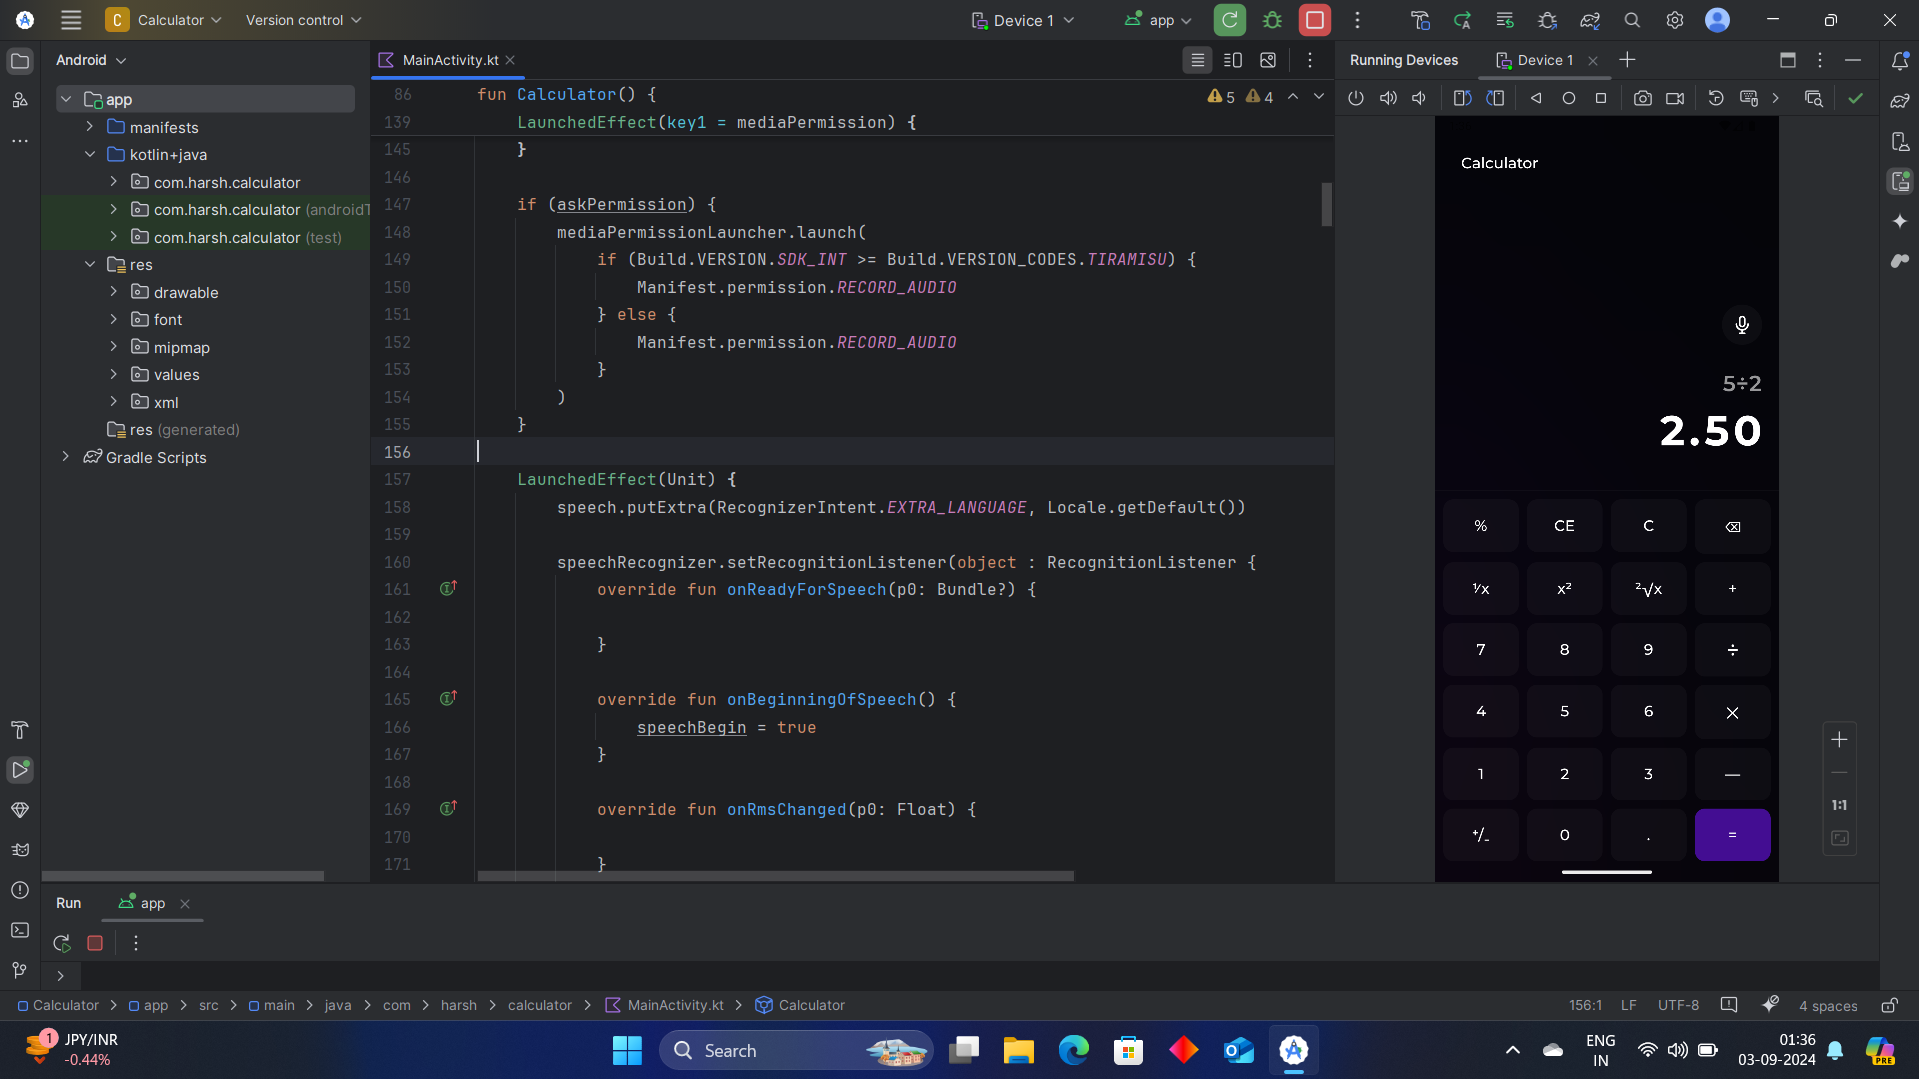 C Calculator Version control Device 1 app
Android
app
manifests
kotlin+java
com.harsh.calculator
com.harsh.calculator (androidT
com.harsh.calculator (test)
res
drawable
font
mipmap
values
xml
res (generated)
Gradle Scripts
MainActivity.kt
5 4
86 fun Calculator() {
139 LaunchedEffect(key1 = mediaPermission) {
145 }
146
147 if (askPermission) {
148 mediaPermissionLauncher.launch(
149 if (Build.VERSION.SDK_INT >= Build.VERSION_CODES.TIRAMISU) {
150 Manifest.permission.RECORD_AUDIO
151 } else {
152 Manifest.permission.RECORD_AUDIO
153 }
154 )
155 }
156
157 LaunchedEffect(Unit) {
158 speech.putExtra(RecognizerIntent.EXTRA_LANGUAGE, Locale.getDefault())
159
160 speechRecognizer.setRecognitionListener(object : RecognitionListener {
161 override fun onReadyForSpeech(p0: Bundle?) {
162
163 }
164
165 override fun onBeginningOfSpeech() {
166 speechBegin = true
167 }
168
169 override fun onRmsChanged(p0: Float) {
170
171 }
Running Devices Device 1
Calculator
5÷2
2.50
% CE C
¹⁄x x² ²√x +
7 8 9 ÷
4 5 6 ×
1 2 3 —
+/- 0 . =
1:1
Run app
Calculator app src main java com harsh calculator MainActivity.kt Calculator
156:1 LF UTF-8 4 spaces
1 JPY/INR
-0.44%
Search
ENG
IN
01:36
03-09-2024
PRE